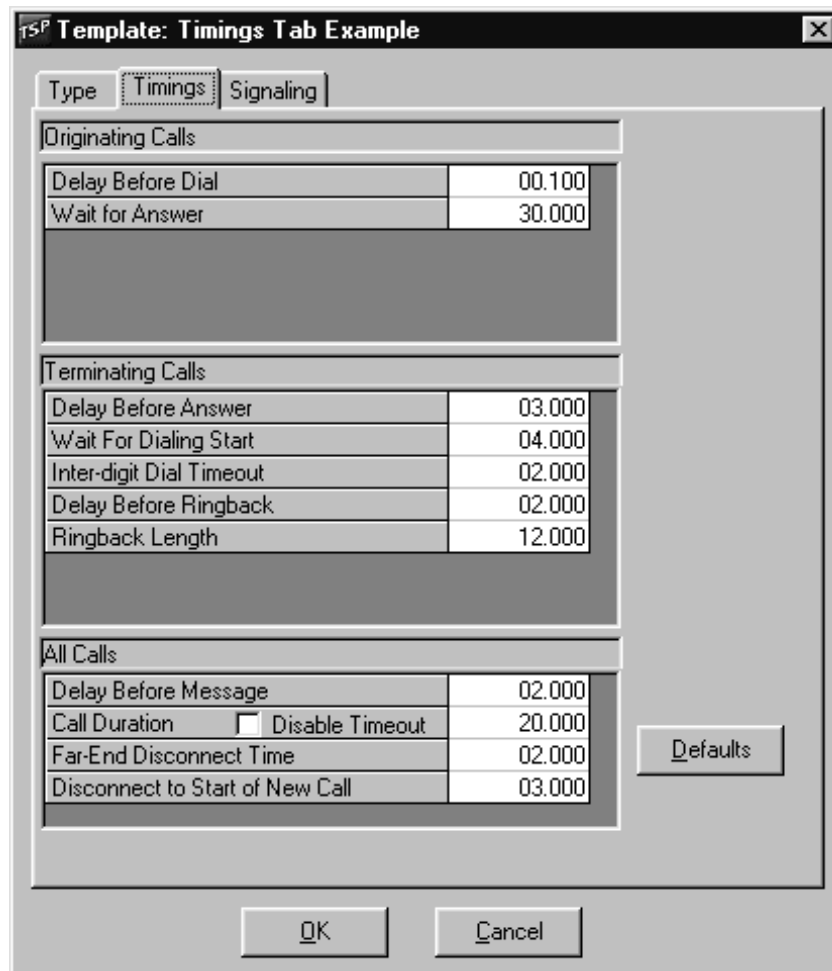 TSP Template: Timings Tab Example
Type Timings Signaling
Originating Calls
Delay Before Dial 00.100
Wait for Answer 30.000
Terminating Calls
Delay Before Answer 03.000
Wait For Dialing Start 04.000
Inter-digit Dial Timeout 02.000
Delay Before Ringback 02.000
Ringback Length 12.000
All Calls
Delay Before Message 02.000
Call Duration Disable Timeout 20.000
Far-End Disconnect Time 02.000
Disconnect to Start of New Call 03.000
Defaults
OK Cancel